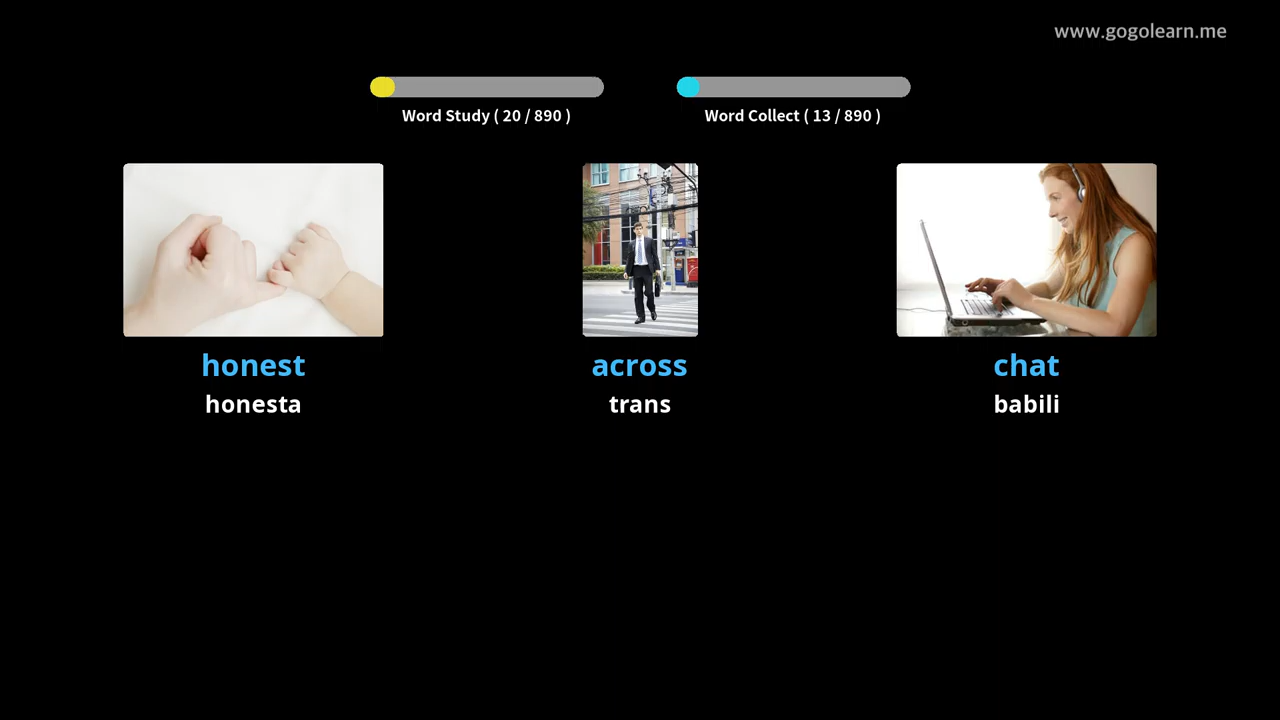 www.gogolearn.me
Word Study ( 20 / 890 )
Word Collect ( 13 / 890 )
honest
across
chat
honesta
trans
babili